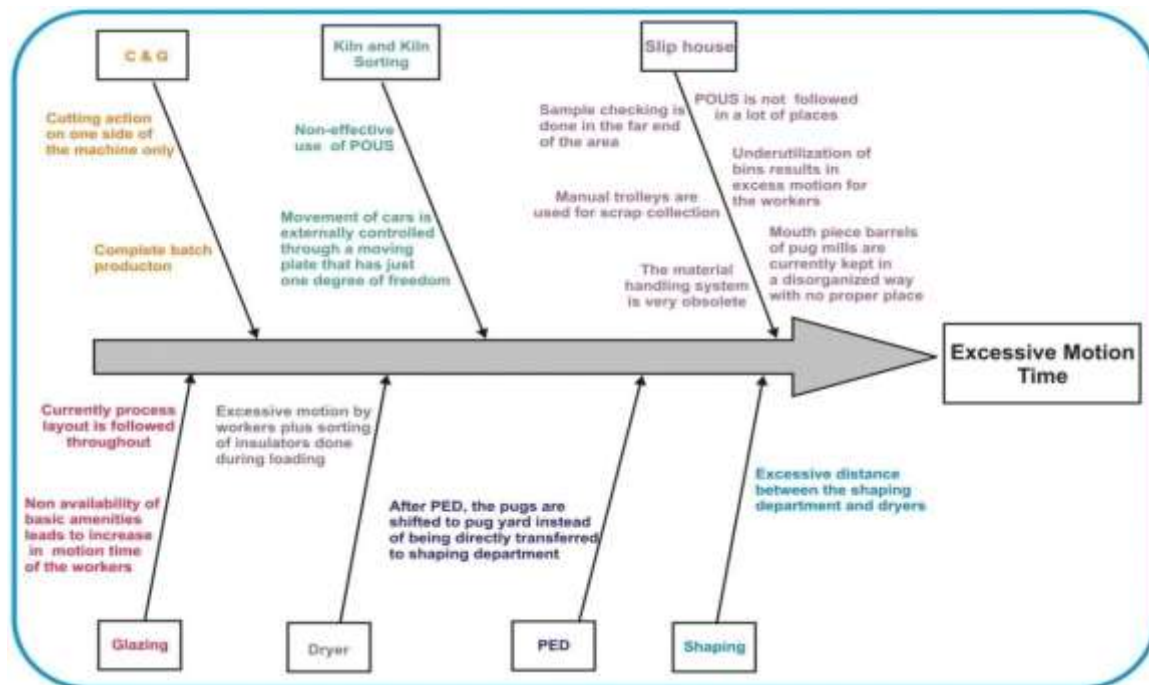 C & G
Kiln and Kiln
Sorting
Slip house
Cutting action
on one side of
the machine only
Complete batch
producton
Non-effective
use of POUS
Movement of cars is
externally controlled
through a moving
plate that has just
one degree of freedom
Sample checking is
done in the far end
of the area
Manual trolleys are
used for scrap collection
The material
handling system
is very obsolete
POUS is not followed
in a lot of places
Underutilization of
bins results in
excess motion for
the workers
Mouth piece barrels
of pug mills are
currently kept in
a disorganized way
with no proper place
Excessive Motion
Time
Currently process
layout is followed
throughout
Non availability of
basic amenities
leads to increase
in motion time
of the workers
Excessive motion by
workers plus sorting
of insulators done
during loading
After PED, the pugs are
shifted to pug yard instead
of being directly transferred
to shaping department
Excessive distance
between the shaping
department and dryers
Glazing
Dryer
PED
Shaping